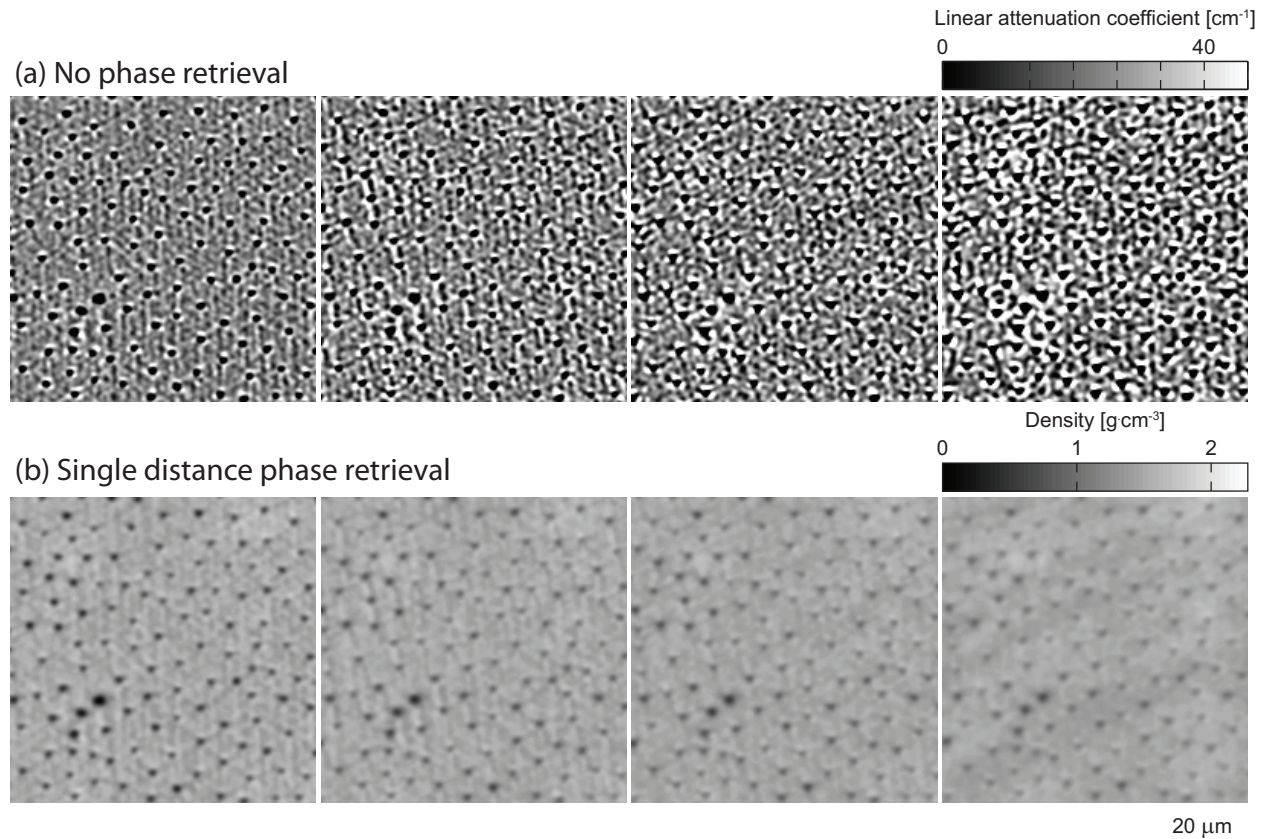 Linear attenuation coefficient [cm-1]
0 40
(a) No phase retrieval
Density [g·cm-3]
0 1 2
(b) Single distance phase retrieval
20 μm